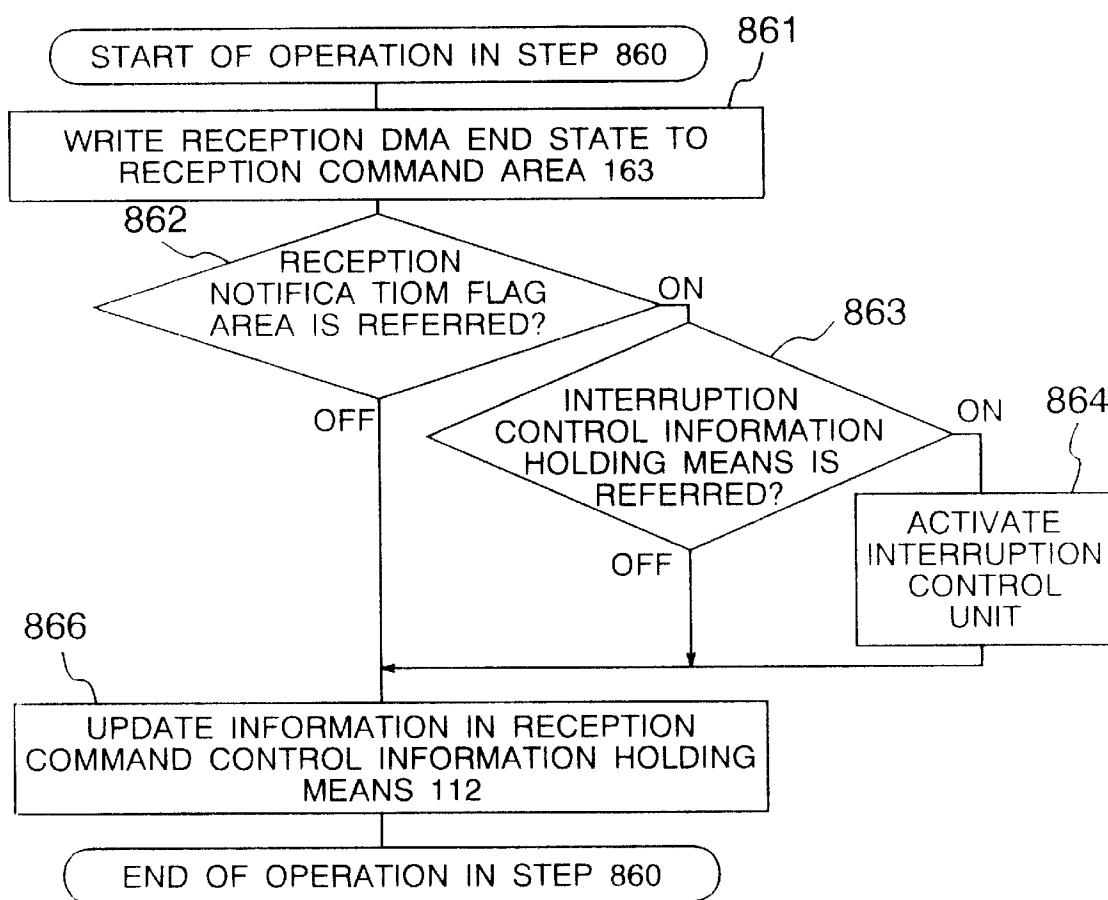 START OF OPERATION IN STEP 860
861
WRITE RECEPTION DMA END STATE TO
RECEPTION COMMAND AREA 163
862
RECEPTION
NOTIFICA TIOM FLAG
AREA IS REFERRED?
ON
863
OFF
INTERRUPTION
CONTROL INFORMATION
HOLDING MEANS IS
REFERRED?
ON
864
OFF
ACTIVATE
INTERRUPTION
CONTROL
UNIT
866
UPDATE INFORMATION IN RECEPTION
COMMAND CONTROL INFORMATION HOLDING
MEANS 112
END OF OPERATION IN STEP 860